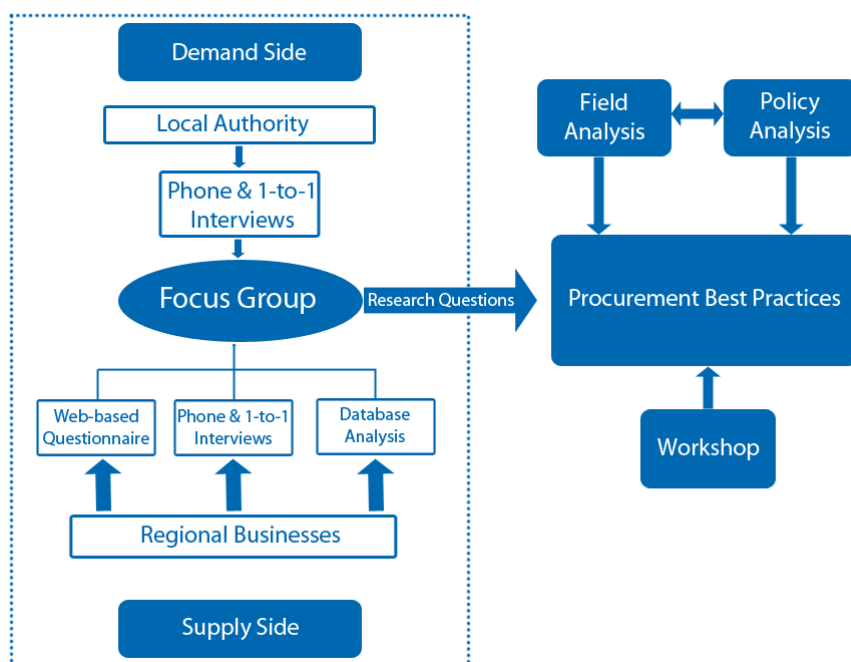 Demand Side
Local Authority
Phone & 1-to-1
Interviews
Focus Group
Research Questions
Web-based
Questionnaire
Phone & 1-to-1
Interviews
Database
Analysis
Regional Businesses
Supply Side
Field
Analysis
Policy
Analysis
Procurement Best Practices
Workshop